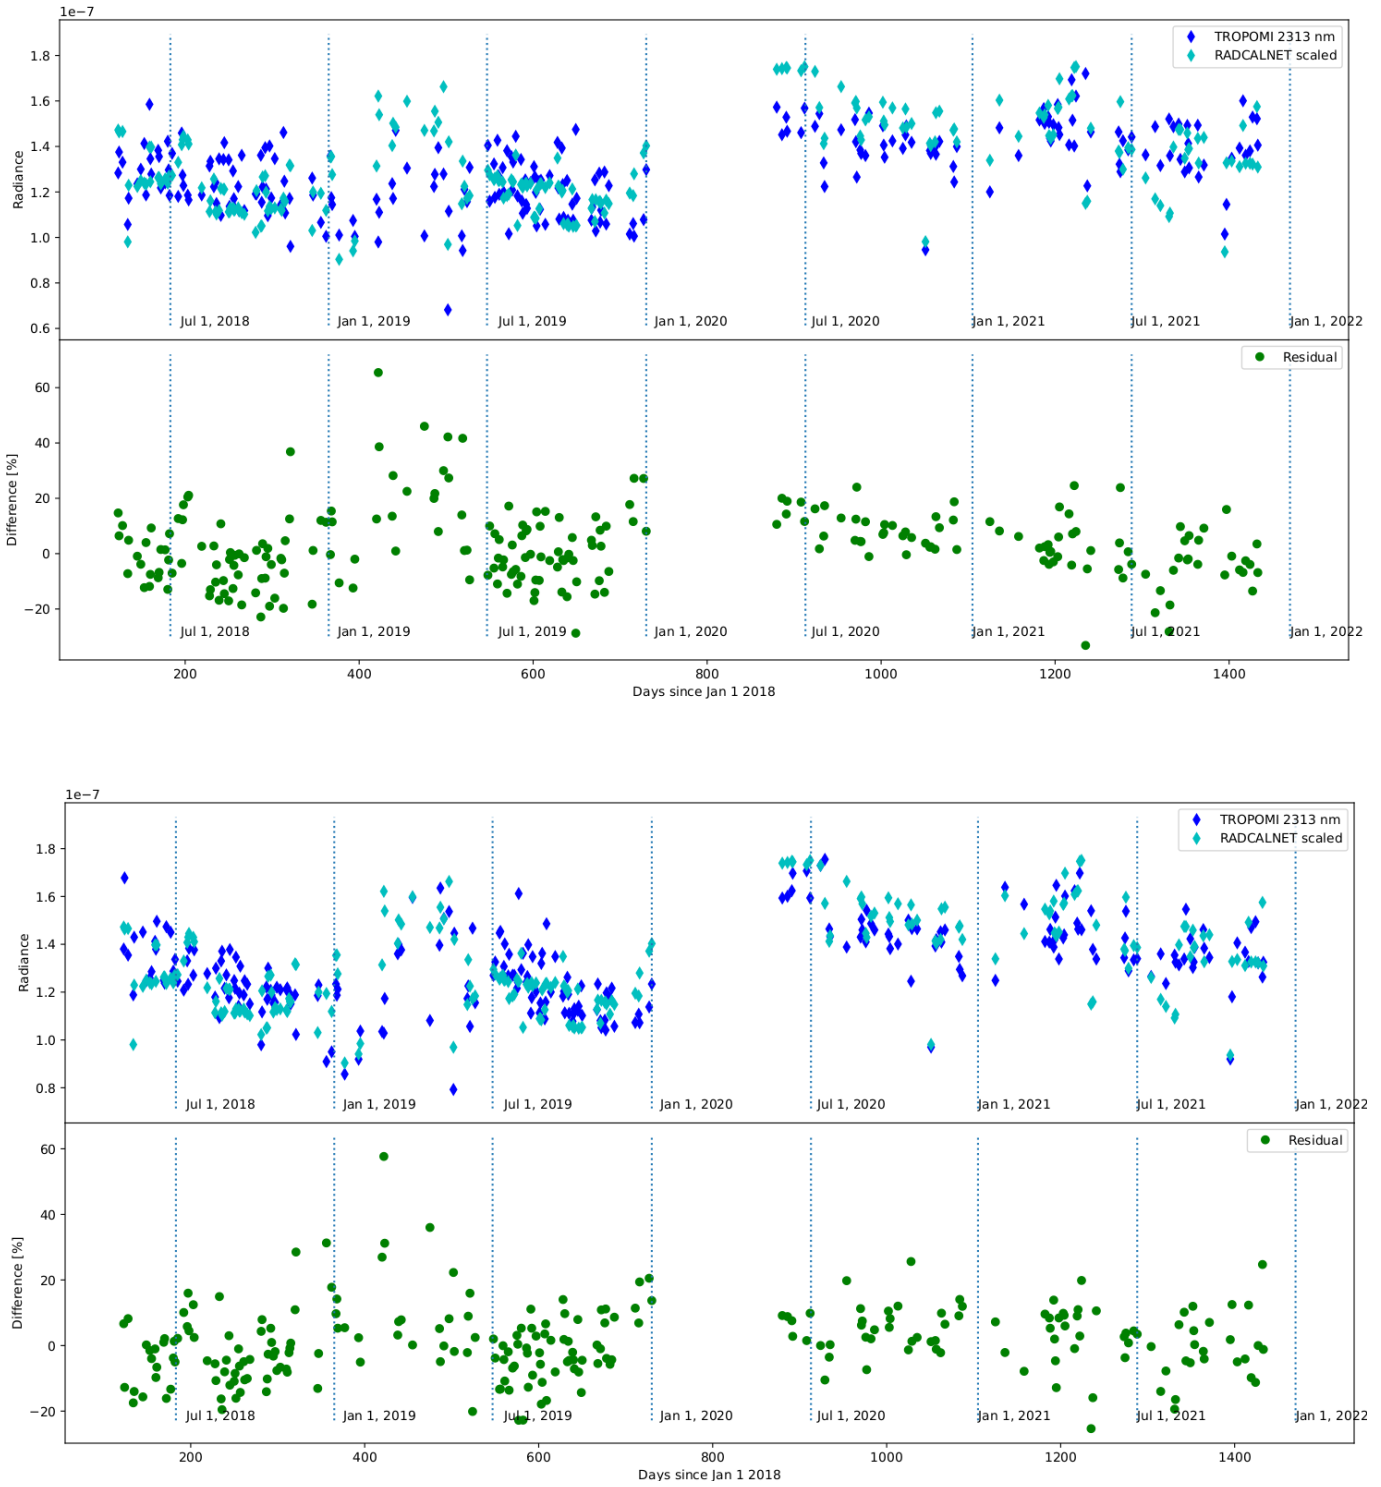 1e−7
TROPOMI 2313 nm
RADCALNET scaled
1.8
1.6
1.4
1.2
1.0
0.8
0.6
Radiance
Jul 1, 2018
Jan 1, 2019
Jul 1, 2019
Jan 1, 2020
Jul 1, 2020
Jan 1, 2021
Jul 1, 2021
Jan 1, 2022
Residual
60
40
20
0
−20
Difference [%]
Jul 1, 2018
Jan 1, 2019
Jul 1, 2019
Jan 1, 2020
Jul 1, 2020
Jan 1, 2021
Jul 1, 2021
Jan 1, 2022
200
400
600
800
1000
1200
1400
Days since Jan 1 2018
1e−7
TROPOMI 2313 nm
RADCALNET scaled
1.8
1.6
1.4
1.2
1.0
0.8
Radiance
Jul 1, 2018
Jan 1, 2019
Jul 1, 2019
Jan 1, 2020
Jul 1, 2020
Jan 1, 2021
Jul 1, 2021
Jan 1, 2022
Residual
60
40
20
0
−20
Difference [%]
Jul 1, 2018
Jan 1, 2019
Jul 1, 2019
Jan 1, 2020
Jul 1, 2020
Jan 1, 2021
Jul 1, 2021
Jan 1, 2022
200
400
600
800
1000
1200
1400
Days since Jan 1 2018